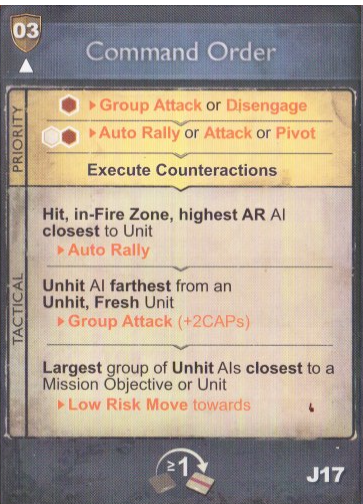 03
Command Order
PRIORITY
▸Group Attack or Disengage
▸Auto Rally or Attack or Pivot
Execute Counteractions
TACTICAL
Hit, in-Fire Zone, highest AR AI
closest to Unit
▸Auto Rally
Unhit AI farthest from an
Unhit, Fresh Unit
▸Group Attack (+2CAPs)
Largest group of Unhit AIs closest to a
Mission Objective or Unit
▸Low Risk Move towards
≥1
J17